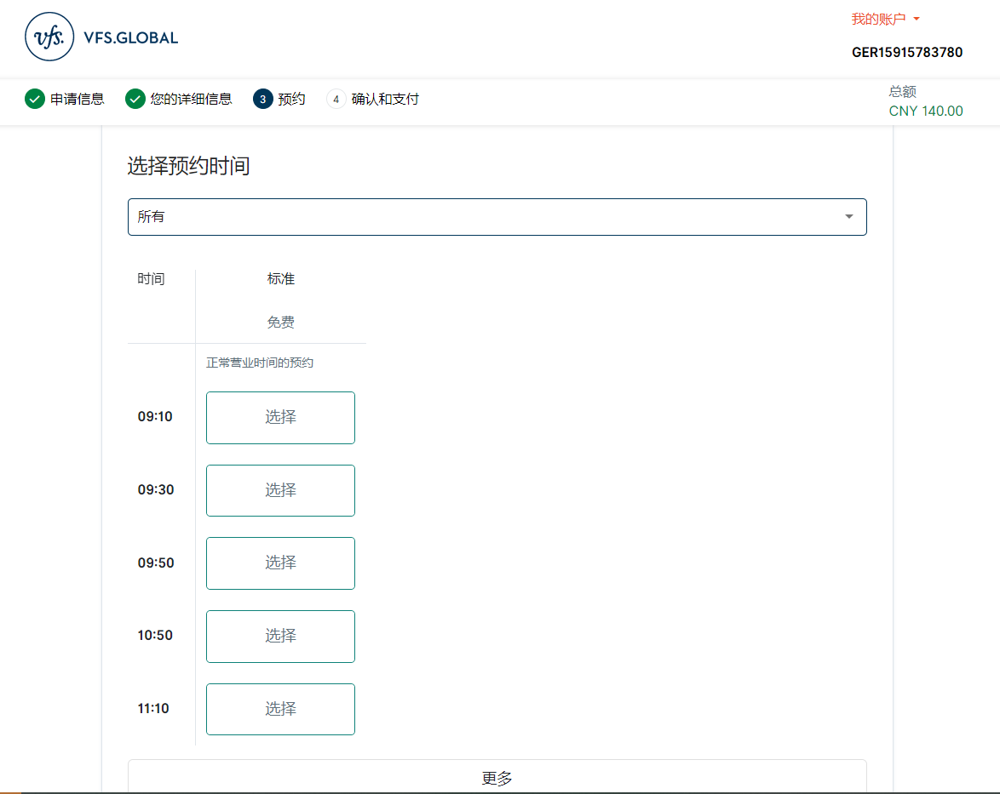 vfs. VFS.GLOBAL
我的账户
GER15915783780
申请信息 您的详细信息 3 预约 4 确认和支付
总额
CNY 140.00
选择预约时间
所有
时间 标准
免费
正常营业时间的预约
09:10 选择
09:30 选择
09:50 选择
10:50 选择
11:10 选择
更多